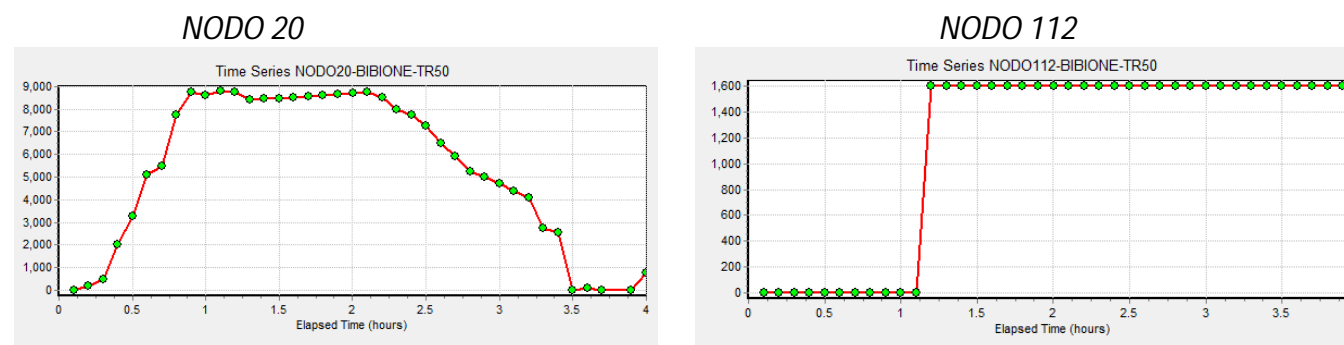 NODO 20
NODO 112
Time Series NODO20-BIBIONE-TR50
9,000
8,000
7,000
6,000
5,000
4,000
3,000
2,000
1,000
0
0 0.5 1 1.5 2 2.5 3 3.5 4
Elapsed Time (hours)
Time Series NODO112-BIBIONE-TR50
1,600
1,400
1,200
1,000
800
600
400
200
0
0 0.5 1 1.5 2 2.5 3 3.5
Elapsed Time (hours)